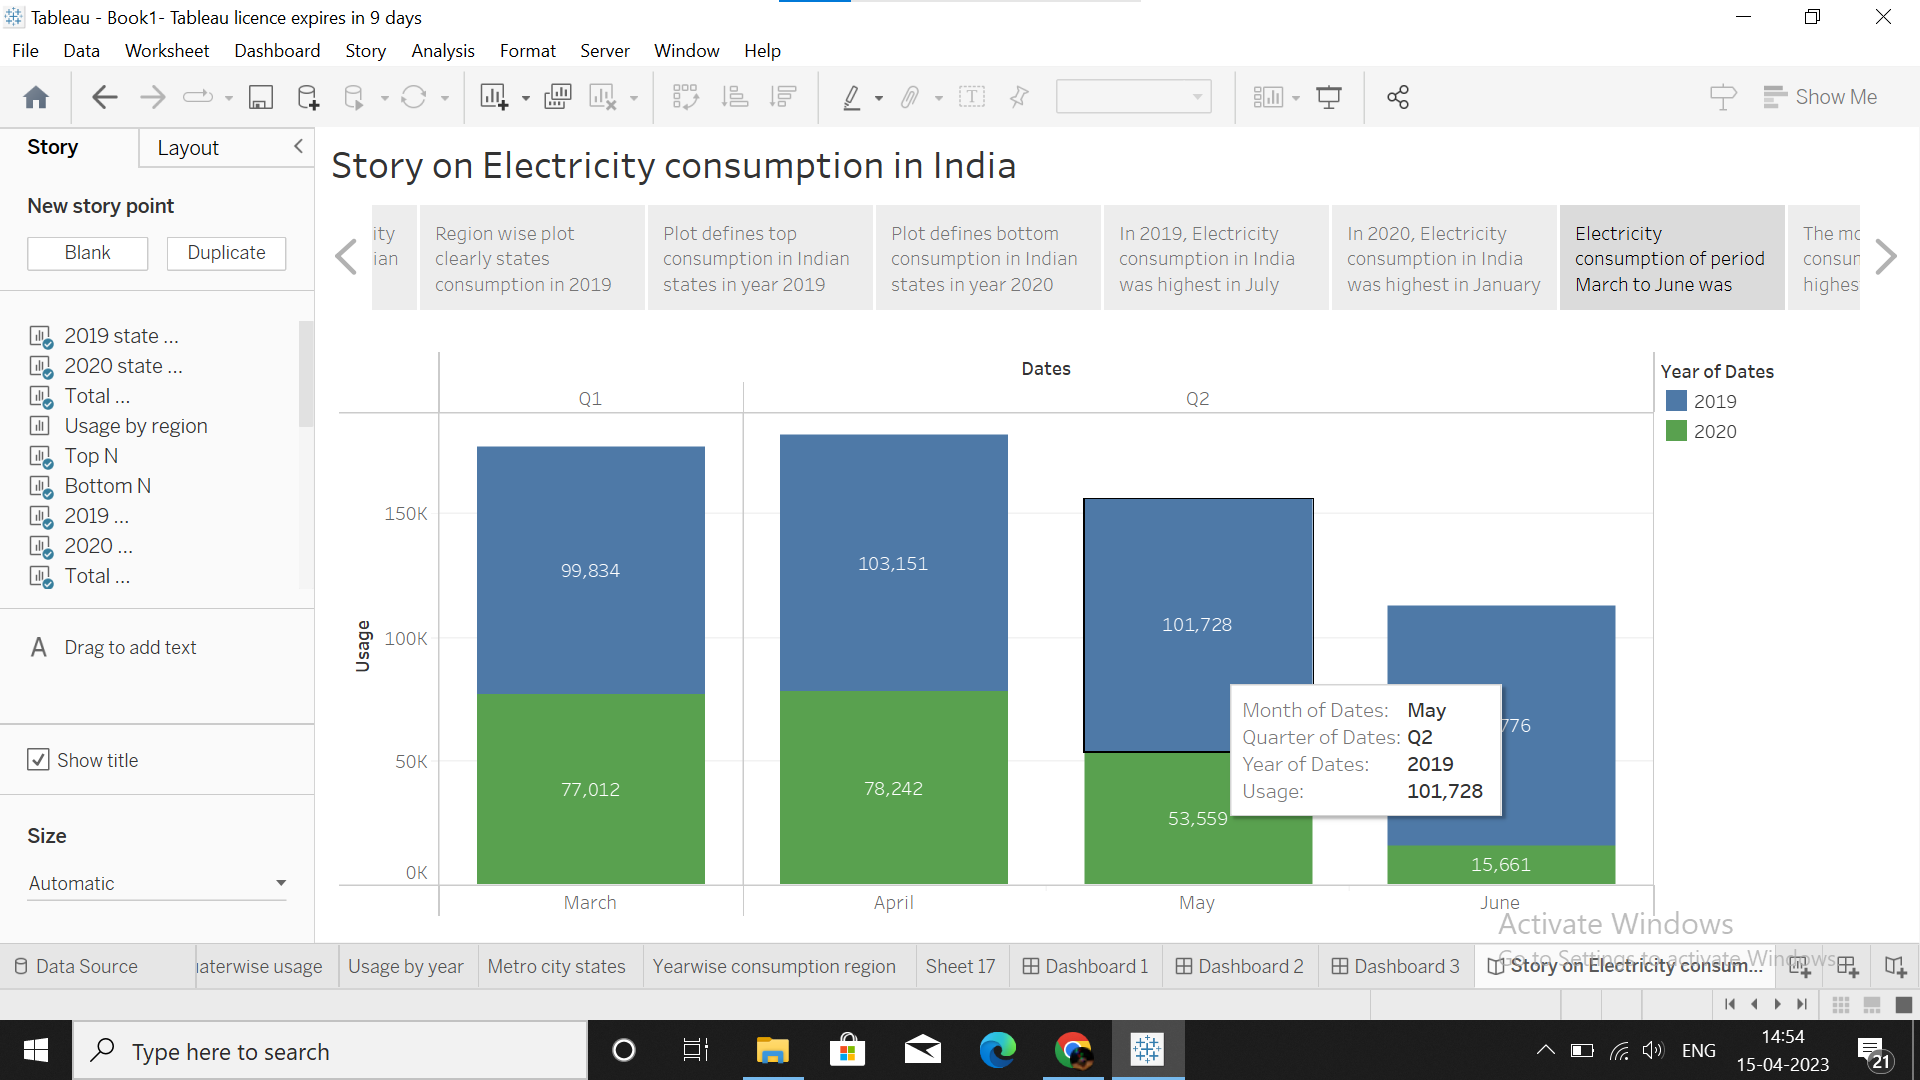 Tableau - Book1- Tableau licence expires in 9 days
File Data Worksheet Dashboard Story Analysis Format Server Window Help
Show Me
Story Layout
New story point
Blank Duplicate
2019 state ...
2020 state ...
Total ...
Usage by region
Top N
Bottom N
2019 ...
2020 ...
Total ...
A Drag to add text
Show title
Size
Automatic
Story on Electricity consumption in India
ity
ian
Region wise plot
clearly states
consumption in 2019
Plot defines top
consumption in Indian
states in year 2019
Plot defines bottom
consumption in Indian
states in year 2020
In 2019, Electricity
consumption in India
was highest in July
In 2020, Electricity
consumption in India
was highest in January
Electricity
consumption of period
March to June was
The mo
consur
highes
Dates
Q1 Q2
Year of Dates
2019
2020
Usage
150K
100K
50K
0K
99,834
77,012
103,151
78,242
101,728
53,559
776
15,661
Month of Dates: May
Quarter of Dates: Q2
Year of Dates: 2019
Usage: 101,728
March April May June
Activate Windows
Go to Settings to activate Windows
Data Source aterwise usage Usage by year Metro city states Yearwise consumption region Sheet 17 Dashboard 1 Dashboard 2 Dashboard 3 Story on Electricity consum...
Type here to search
ENG
14:54
15-04-2023
21